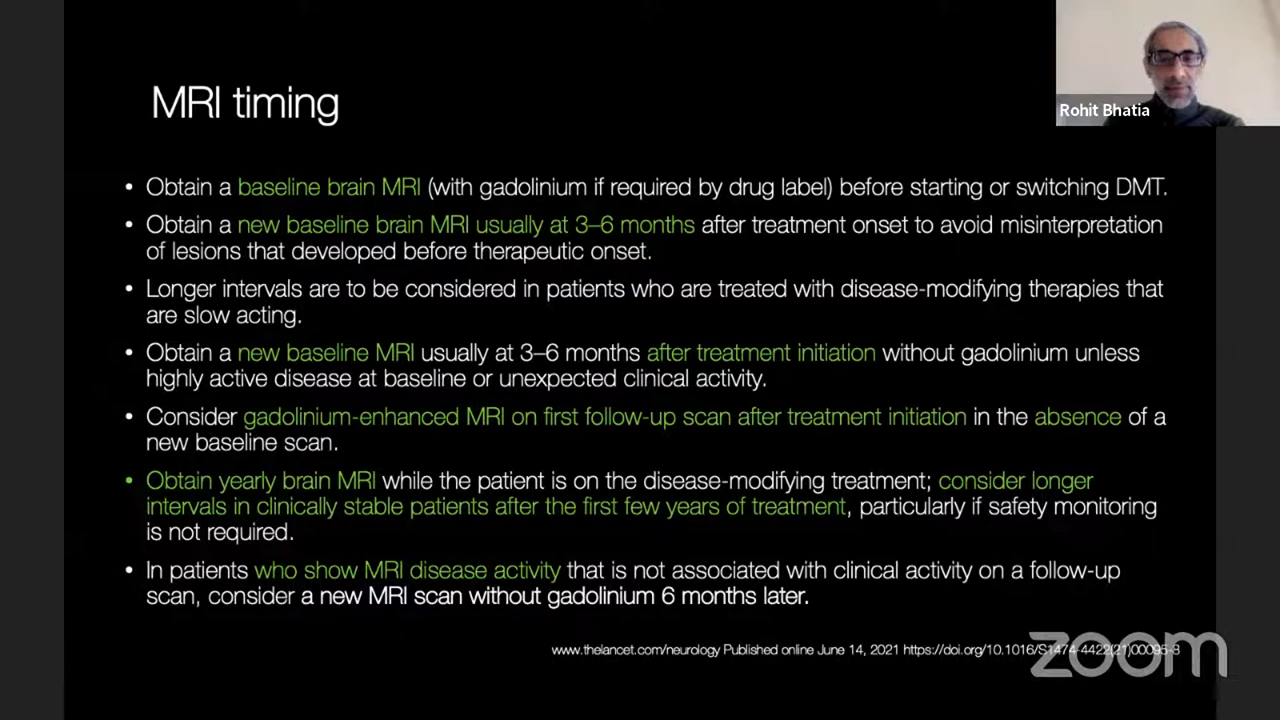 Rohit Bhatia
MRI timing
• Obtain a baseline brain MRI (with gadolinium if required by drug label) before starting or switching DMT.
• Obtain a new baseline brain MRI usually at 3–6 months after treatment onset to avoid misinterpretation
of lesions that developed before therapeutic onset.
• Longer intervals are to be considered in patients who are treated with disease-modifying therapies that
are slow acting.
• Obtain a new baseline MRI usually at 3–6 months after treatment initiation without gadolinium unless
highly active disease at baseline or unexpected clinical activity.
• Consider gadolinium-enhanced MRI on first follow-up scan after treatment initiation in the absence of a
new baseline scan.
• Obtain yearly brain MRI while the patient is on the disease-modifying treatment; consider longer
intervals in clinically stable patients after the first few years of treatment, particularly if safety monitoring
is not required.
• In patients who show MRI disease activity that is not associated with clinical activity on a follow-up
scan, consider a new MRI scan without gadolinium 6 months later.
www.thelancet.com/neurology Published online June 14, 2021 https://doi.org/10.1016/S1474-4422(21)00095-3
zoom